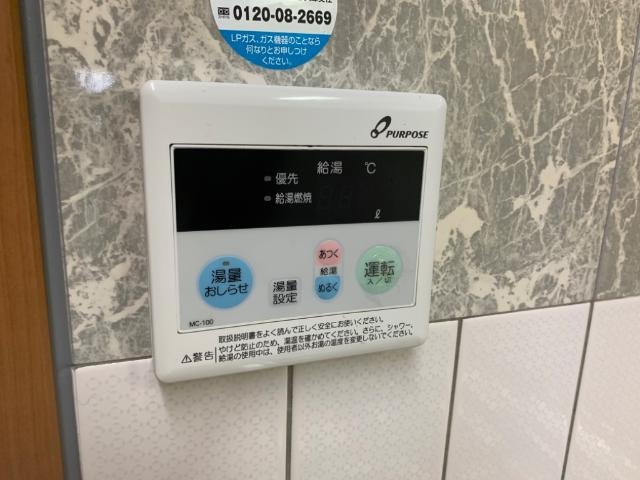 0120-08-2669
LPガス、ガス機器のことなら
何なりとお申しつけ
ください。
PURPOSE
給湯 ℃
優先
給湯燃焼
ℓ
湯量
おしらせ
湯量
設定
あつく
給湯
ぬるく
運転
入/切
MC-100
取扱説明書をよく読んで正しく安全にお使いください。
警告
やけど防止のため、湯温を確かめてください。さらに、シャワー、
給湯の使用中は、使用者以外お湯の温度を変更しないでください。